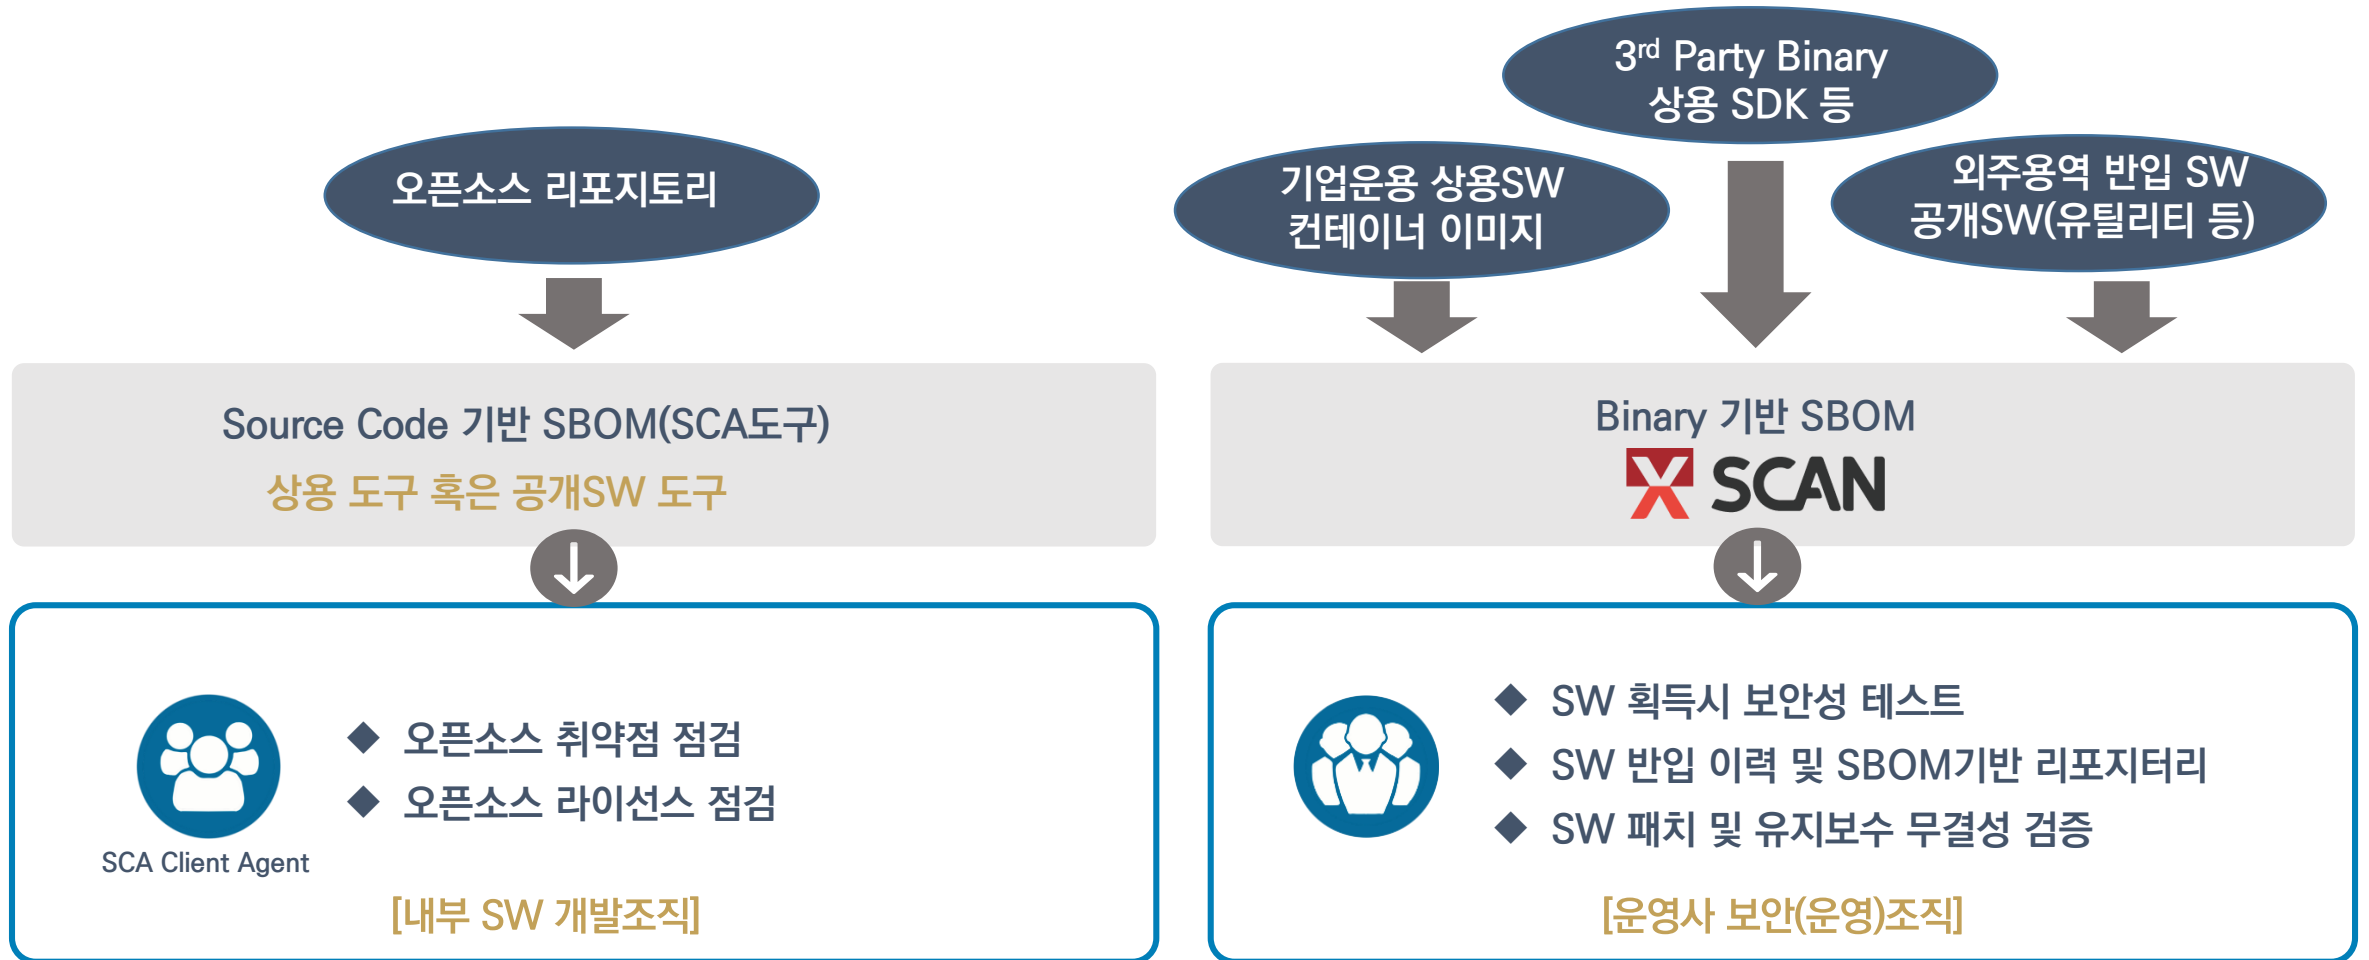 오픈소스 리포지토리
Source Code 기반 SBOM(SCA도구)
상용 도구 혹은 공개SW 도구
오픈소스 취약점 점검
오픈소스 라이선스 점검
SCA Client Agent
[내부 SW 개발조직]
3rd Party Binary
상용 SDK 등
기업운용 상용SW
컨테이너 이미지
외주용역 반입 SW
공개SW(유틸리티 등)
Binary 기반 SBOM
X SCAN
SW 획득시 보안성 테스트
SW 반입 이력 및 SBOM기반 리포지터리
SW 패치 및 유지보수 무결성 검증
[운영사 보안(운영)조직]